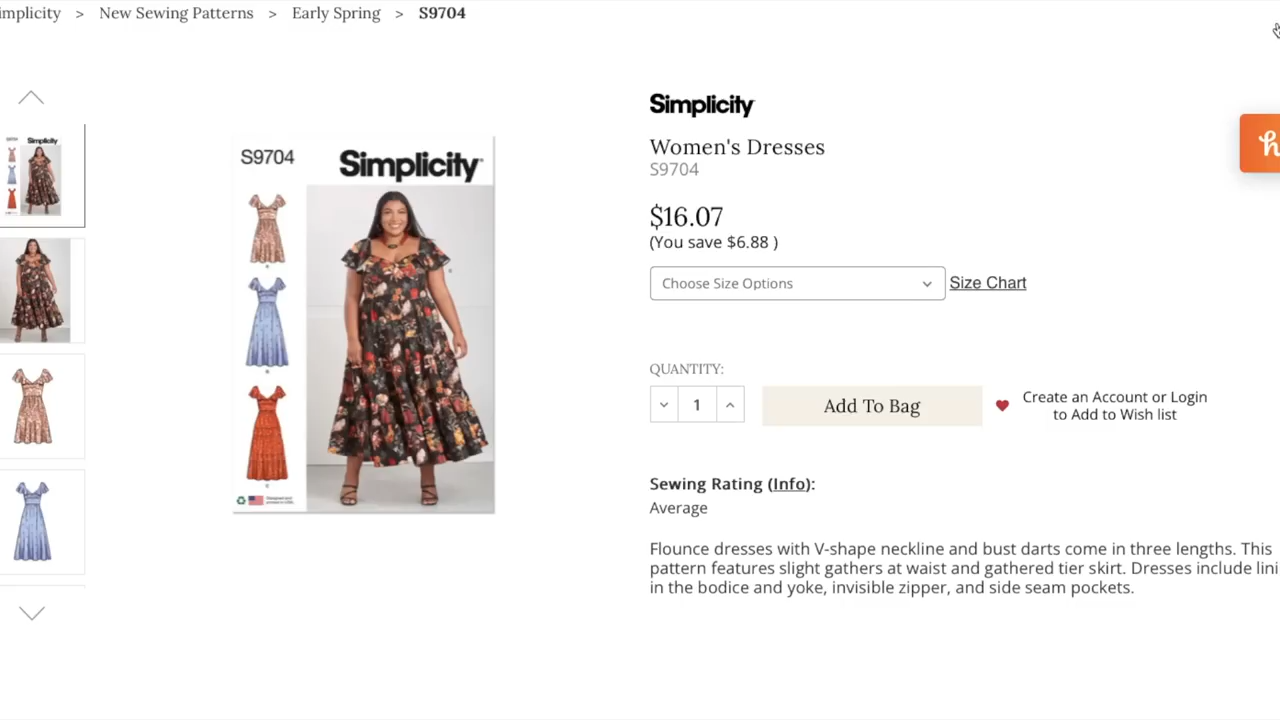 implicity > New Sewing Patterns > Early Spring > S9704
Simplicity
Women's Dresses
S9704
$16.07
(You save $6.88 )
Choose Size Options
Size Chart
QUANTITY:
1
Add To Bag
Create an Account or Login
to Add to Wish list
Sewing Rating (Info):
Average
Flounce dresses with V-shape neckline and bust darts come in three lengths. This
pattern features slight gathers at waist and gathered tier skirt. Dresses include lini
in the bodice and yoke, invisible zipper, and side seam pockets.
S9704
Simplicity
Simplicity
h